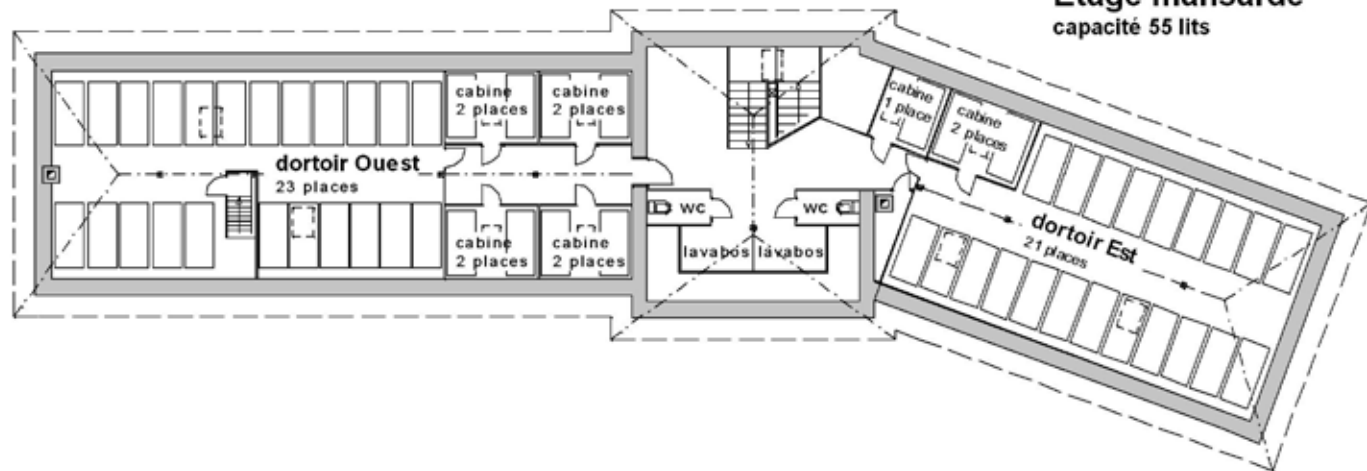 Etage mansardé
capacité 55 lits
cabine
2 places
cabine
2 places
cabine
1 place
cabine
2 places
dortoir Ouest
23 places
wc
wc
dortoir Est
21 places
cabine
2 places
cabine
2 places
lavabos
lavabos